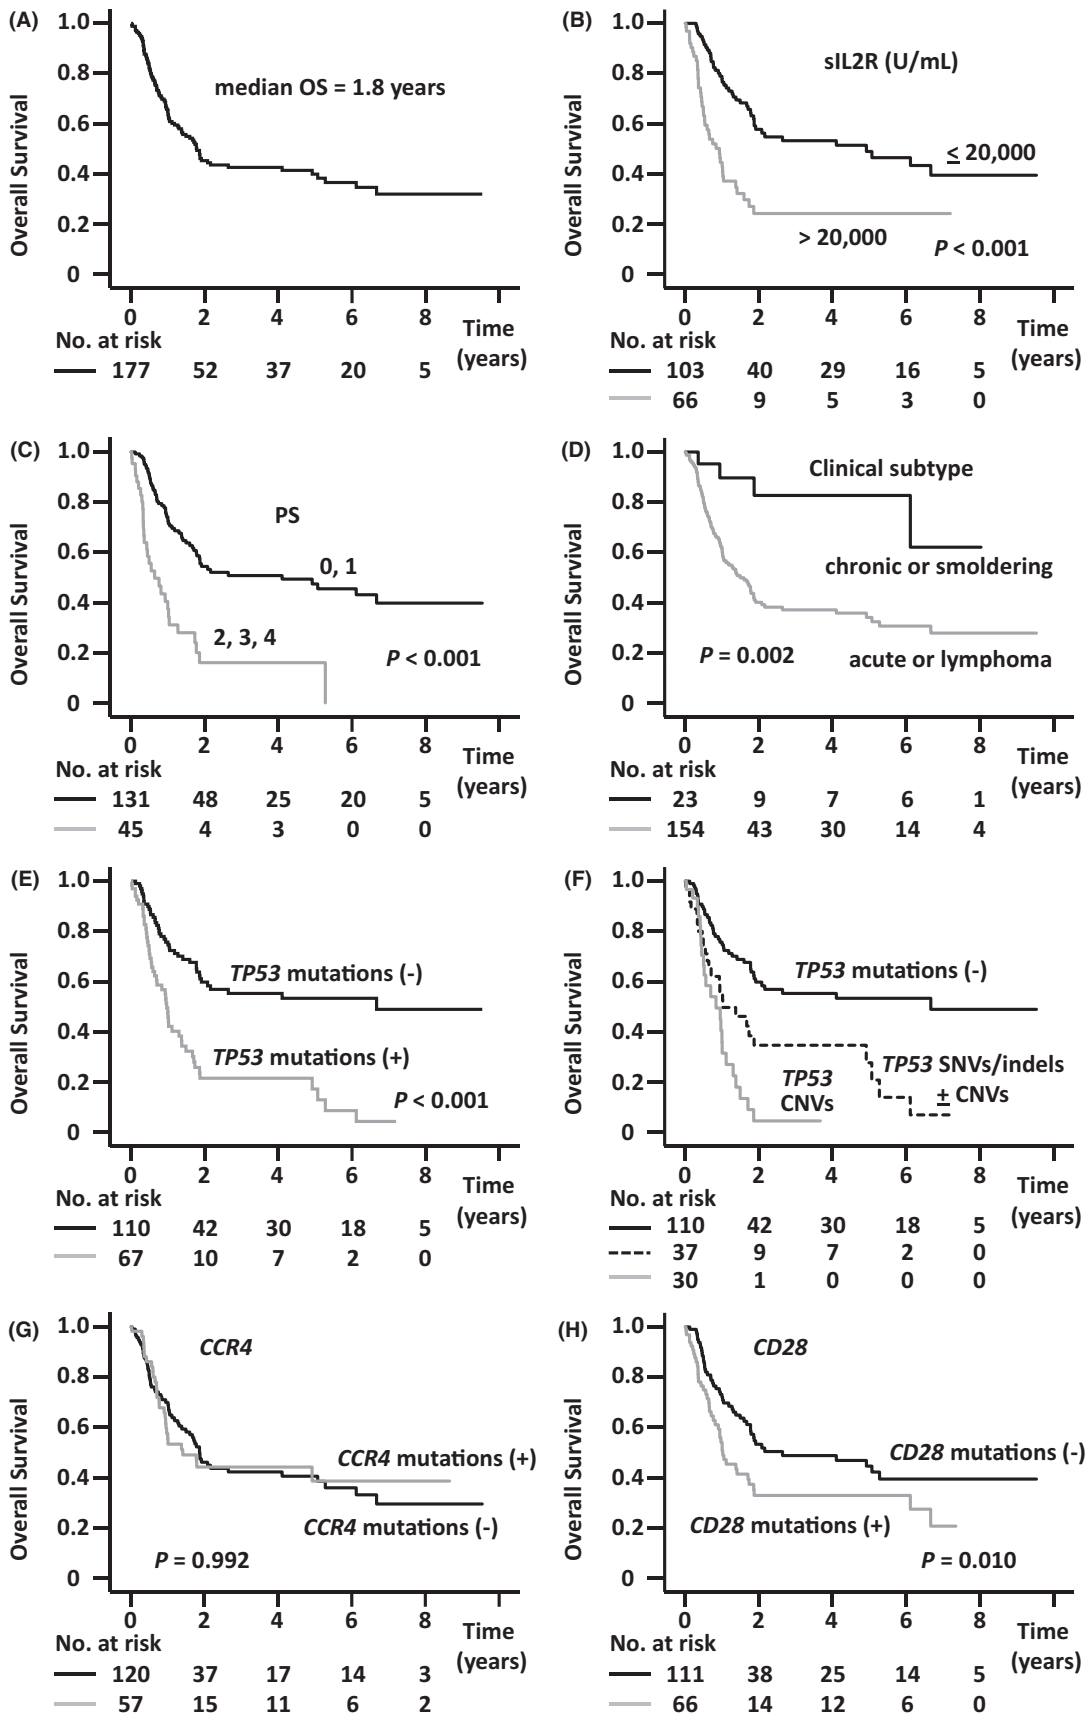 (A)
Overall Survival
1.0
0.8
0.6
0.4
0.2
0
median OS = 1.8 years
0 2 4 6 8 Time
(years)
No. at risk
177 52 37 20 5
(B)
Overall Survival
1.0
0.8
0.6
0.4
0.2
0
sIL2R (U/mL)
≤ 20,000
> 20,000
P < 0.001
0 2 4 6 8 Time
(years)
No. at risk
103 40 29 16 5
66 9 5 3 0
(C)
Overall Survival
1.0
0.8
0.6
0.4
0.2
0
PS
0, 1
2, 3, 4
P < 0.001
0 2 4 6 8 Time
(years)
No. at risk
131 48 25 20 5
45 4 3 0 0
(D)
Overall Survival
1.0
0.8
0.6
0.4
0.2
0
Clinical subtype
chronic or smoldering
P = 0.002
acute or lymphoma
0 2 4 6 8 Time
(years)
No. at risk
23 9 7 6 1
154 43 30 14 4
(E)
Overall Survival
1.0
0.8
0.6
0.4
0.2
0
TP53 mutations (-)
TP53 mutations (+)
P < 0.001
0 2 4 6 8 Time
(years)
No. at risk
110 42 30 18 5
67 10 7 2 0
(F)
Overall Survival
1.0
0.8
0.6
0.4
0.2
0
TP53 mutations (-)
TP53 SNVs/indels
± CNVs
TP53
CNVs
0 2 4 6 8 Time
(years)
No. at risk
110 42 30 18 5
37 9 7 2 0
30 1 0 0 0
(G)
Overall Survival
1.0
0.8
0.6
0.4
0.2
0
CCR4
CCR4 mutations (+)
CCR4 mutations (-)
P = 0.992
0 2 4 6 8 Time
(years)
No. at risk
120 37 17 14 3
57 15 11 6 2
(H)
Overall Survival
1.0
0.8
0.6
0.4
0.2
0
CD28
CD28 mutations (-)
CD28 mutations (+)
P = 0.010
0 2 4 6 8 Time
(years)
No. at risk
111 38 25 14 5
66 14 12 6 0